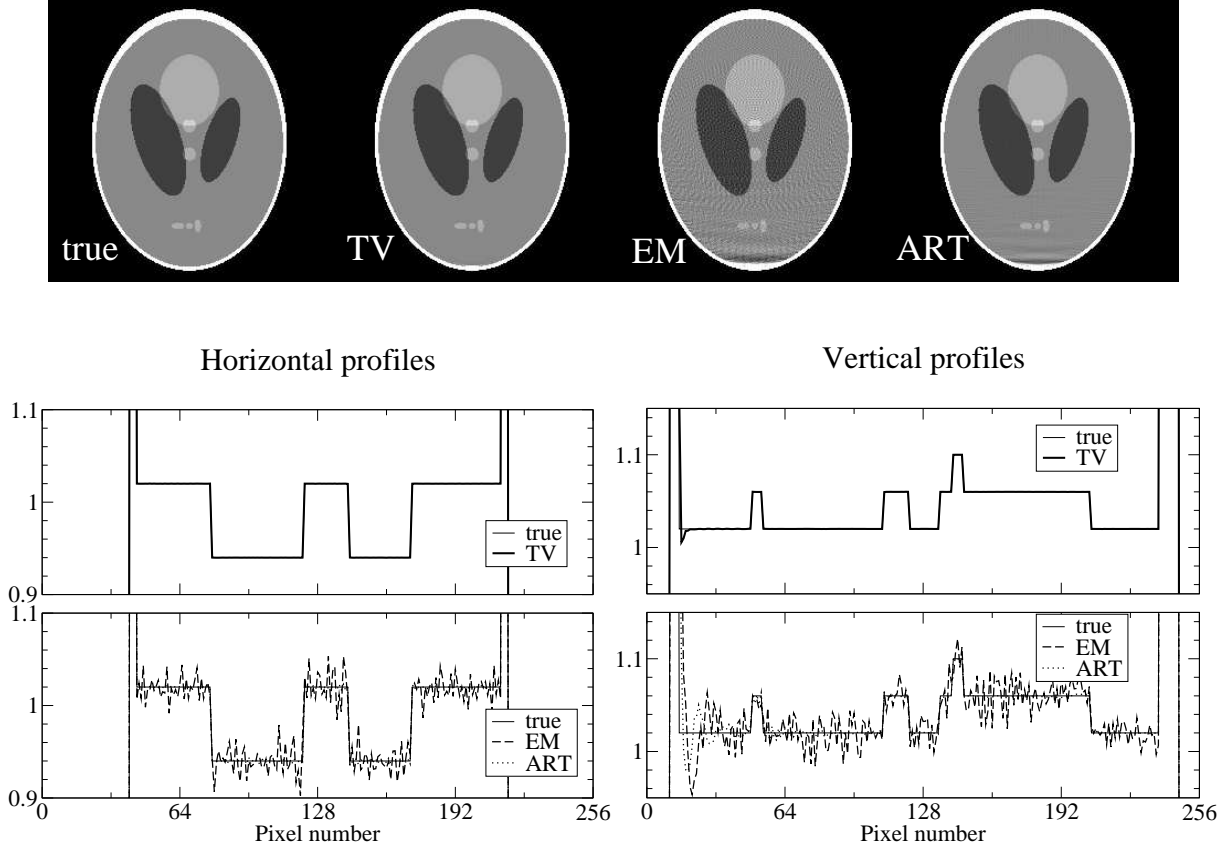 true
TV
EM
ART
Horizontal profiles
Vertical profiles
1.1
1
0.9
true
TV
1.1
1
true
TV
1.1
1
0.9
true
EM
ART
0
64
128
192
256
Pixel number
1.1
1
true
EM
ART
0
64
128
192
256
Pixel number